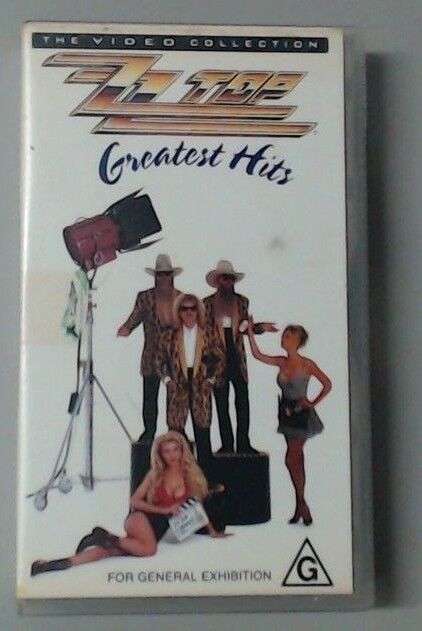 THE VIDEO COLLECTION
ZZ TOP
Greatest Hits
FOR GENERAL EXHIBITION
G